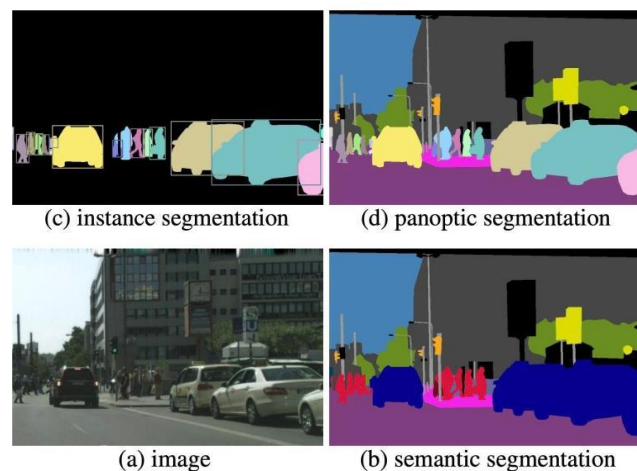 (c) instance segmentation
(d) panoptic segmentation
(a) image
(b) semantic segmentation